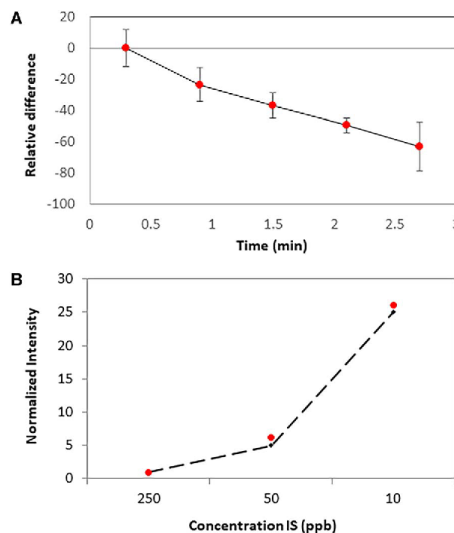 A
20
0
-20
-40
-60
-80
-100
Relative difference
0 0.5 1 1.5 2 2.5 3
Time (min)
B
30
25
20
15
10
5
0
Normalized Intensity
250 50 10
Concentration IS (ppb)